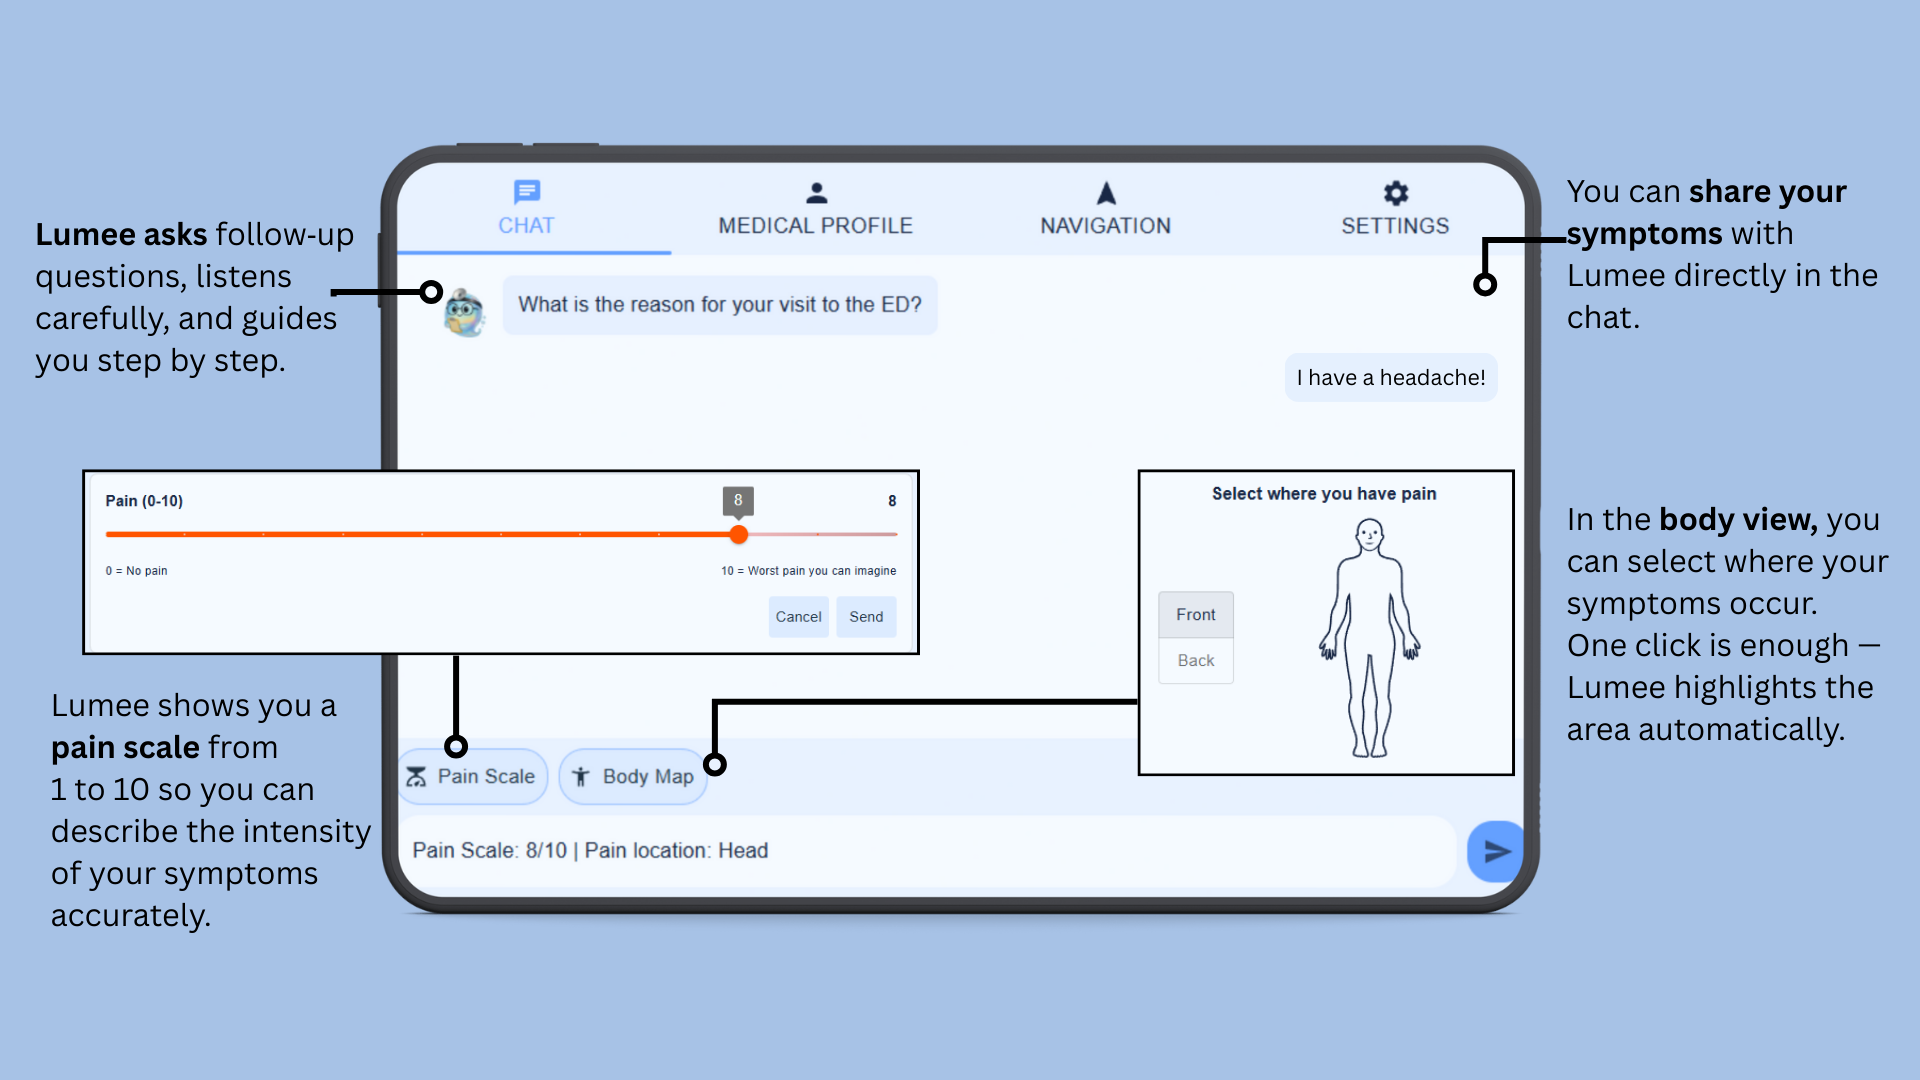 CHAT
MEDICAL PROFILE
NAVIGATION
SETTINGS
Lumee asks follow-up
questions, listens
carefully, and guides
you step by step.
What is the reason for your visit to the ED?
I have a headache!
You can share your
symptoms with
Lumee directly in the
chat.
Pain (0-10)
8
8
0 = No pain
10 = Worst pain you can imagine
Cancel
Send
Select where you have pain
Front
Back
In the body view, you
can select where your
symptoms occur.
One click is enough —
Lumee highlights the
area automatically.
Lumee shows you a
pain scale from
1 to 10 so you can
describe the intensity
of your symptoms
accurately.
Pain Scale
Body Map
Pain Scale: 8/10 | Pain location: Head